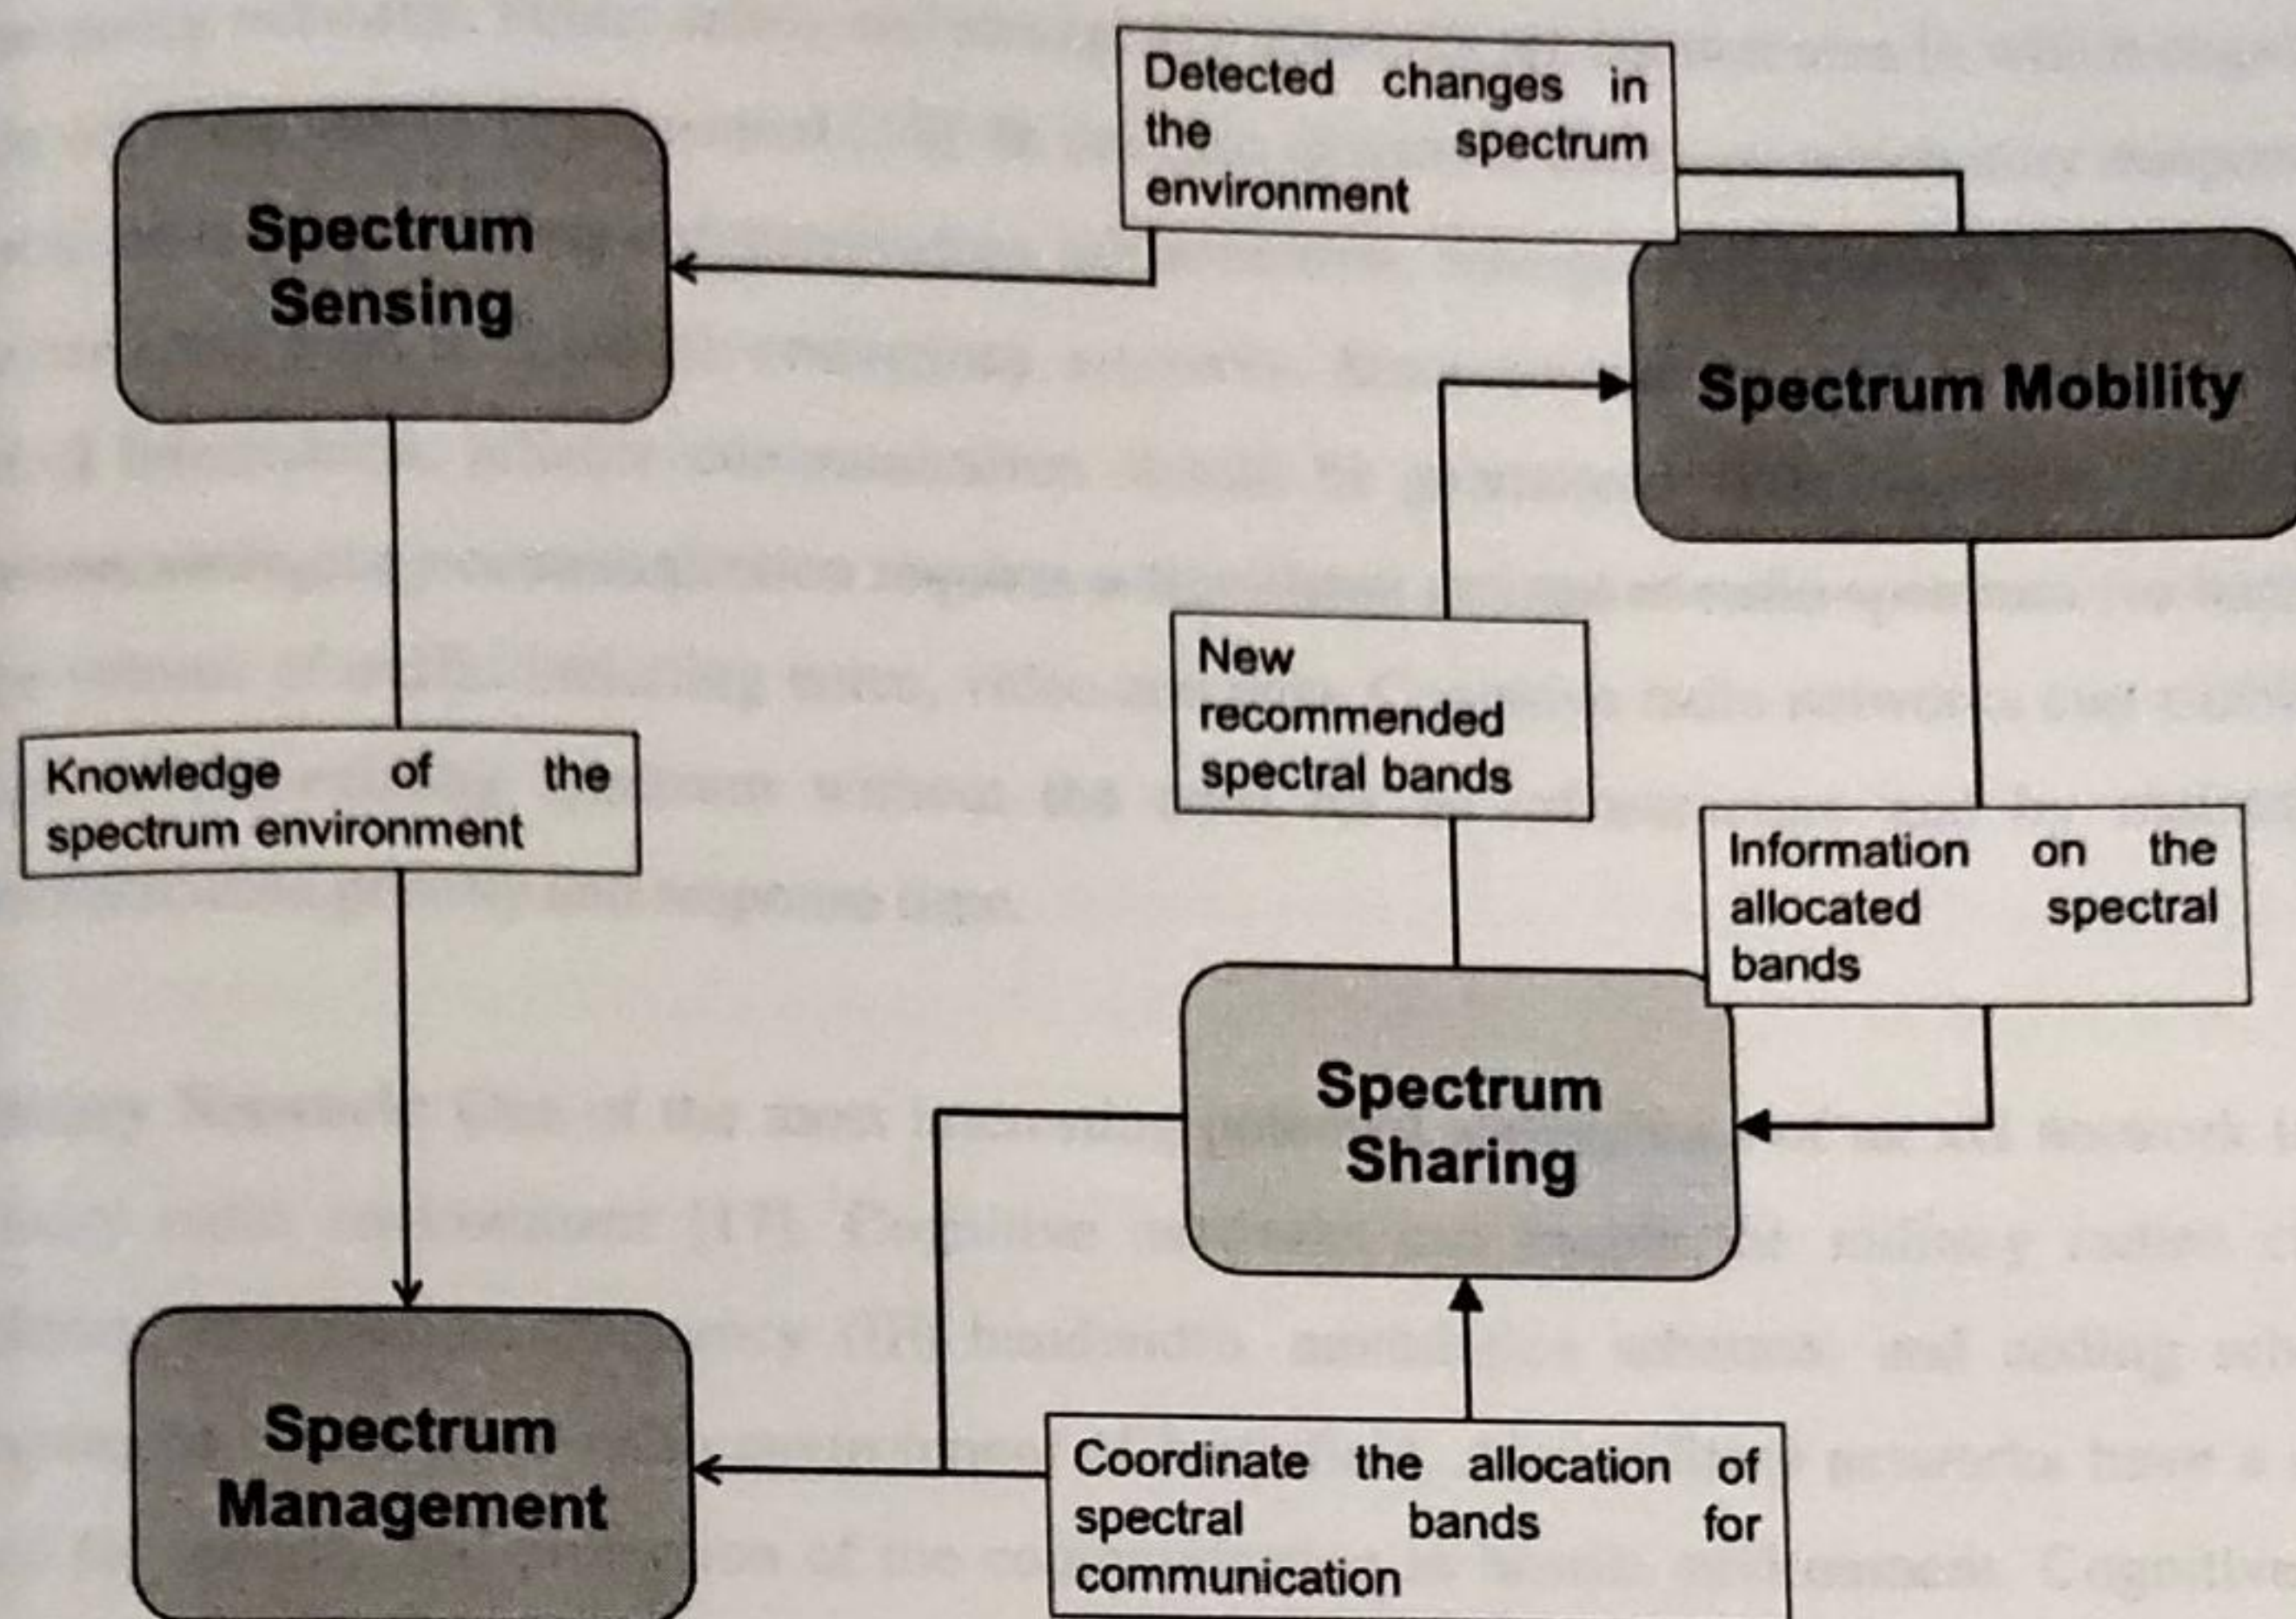 Detected changes in
the spectrum
environment
Spectrum
Sensing
Spectrum Mobility
New
recommended
spectral bands
Knowledge of the
spectrum environment
Information on the
allocated spectral
bands
Spectrum
Sharing
Spectrum
Management
Coordinate the allocation of
spectral bands for
communication